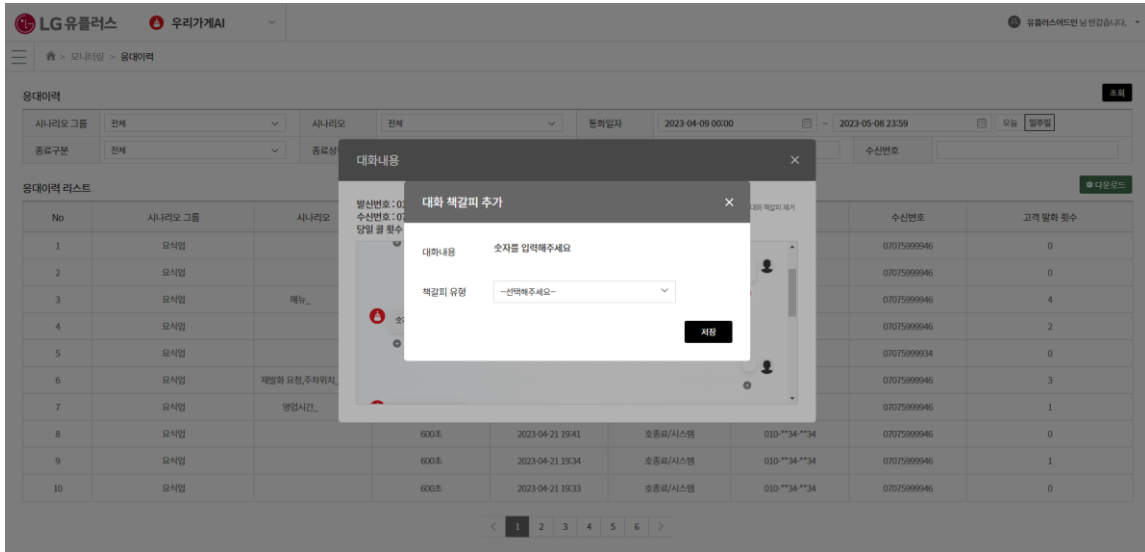 LG유플러스 우리가게AI 유플러스어드민 님 반갑습니다.
> 모니터링 > 응대이력
응대이력 조회
시나리오 그룹 전체 시나리오 전체 통화일자 2023-04-09 00:00 ~ 2023-05-08 23:59 오늘 일주일
종료구분 전체 종료상 수신번호
응대이력 리스트 다운로드
No 시나리오 그룹 시나리오 수신번호 고객 발화 횟수
1 요식업 07075999946 0
2 요식업 07075999946 0
3 요식업 메뉴_ 07075999946 4
4 요식업 07075999946 2
5 요식업 07075999934 0
6 요식업 재발화 요청,주차위치_ 07075999946 3
7 요식업 영업시간_ 07075999946 1
8 요식업 600초 2023-04-21 19:41 호종료/시스템 010-**34-**34 07075999946 0
9 요식업 600초 2023-04-21 19:34 호종료/시스템 010-**34-**34 07075999946 1
10 요식업 600초 2023-04-21 19:33 호종료/시스템 010-**34-**34 07075999946 0
< 1 2 3 4 5 6 >
대화내용
발신번호 : 01
수신번호 : 07
당일 콜 횟수
대화 책갈피 제거
대화 책갈피 추가
대화내용 숫자를 입력해주세요
책갈피 유형 --선택해주세요--
저장